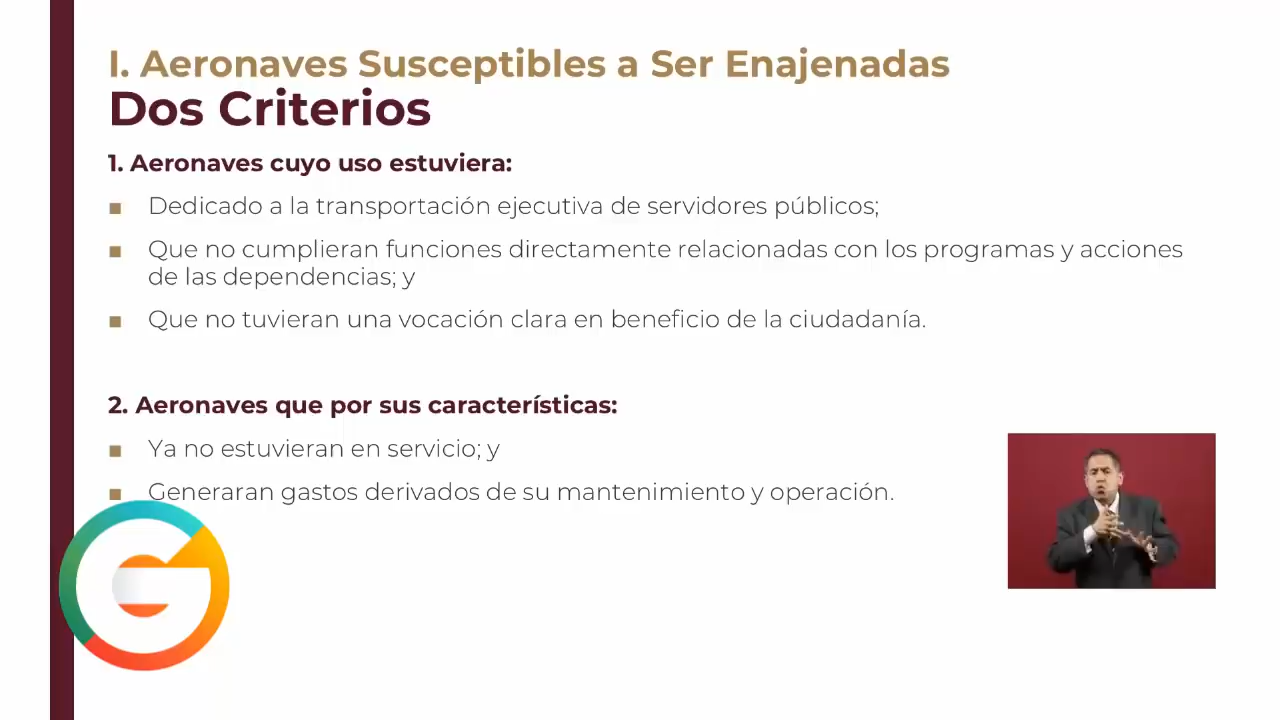 I. Aeronaves Susceptibles a Ser Enajenadas
Dos Criterios
1. Aeronaves cuyo uso estuviera:
■ Dedicado a la transportación ejecutiva de servidores públicos;
■ Que no cumplieran funciones directamente relacionadas con los programas y acciones
de las dependencias; y
■ Que no tuvieran una vocación clara en beneficio de la ciudadanía.
2. Aeronaves que por sus características:
■ Ya no estuvieran en servicio; y
■ Generaran gastos derivados de su mantenimiento y operación.
G